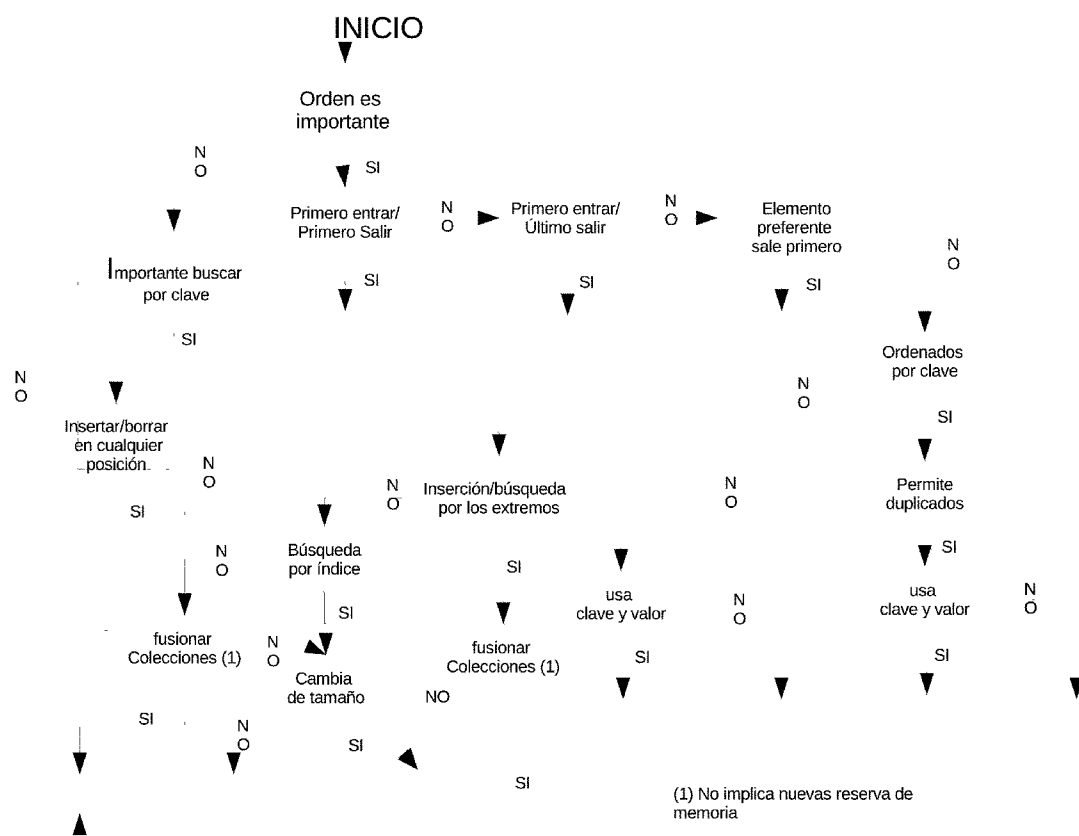 INICIO
Orden es
importante
N
O
SI
Primero entrar/
Primero Salir
N
O
Primero entrar/
Último salir
N
O
Elemento
preferente
sale primero
N
O
Importante buscar
por clave
SI
SI
SI
SI
N
O
Ordenados
por clave
N
O
SI
Insertar/borrar
en cualquier
posición
N
O
SI
N
O
Inserción/búsqueda
por los extremos
N
O
Permite
duplicados
SI
N
O
Búsqueda
por índice
SI
SI
usa
clave y valor
N
O
usa
clave y valor
N
O
SI
fusionar
Colecciones (1)
N
O
Cambia
de tamaño
fusionar
Colecciones (1)
NO
SI
SI
SI
N
O
SI
SI
(1) No implica nuevas reserva de
memoria